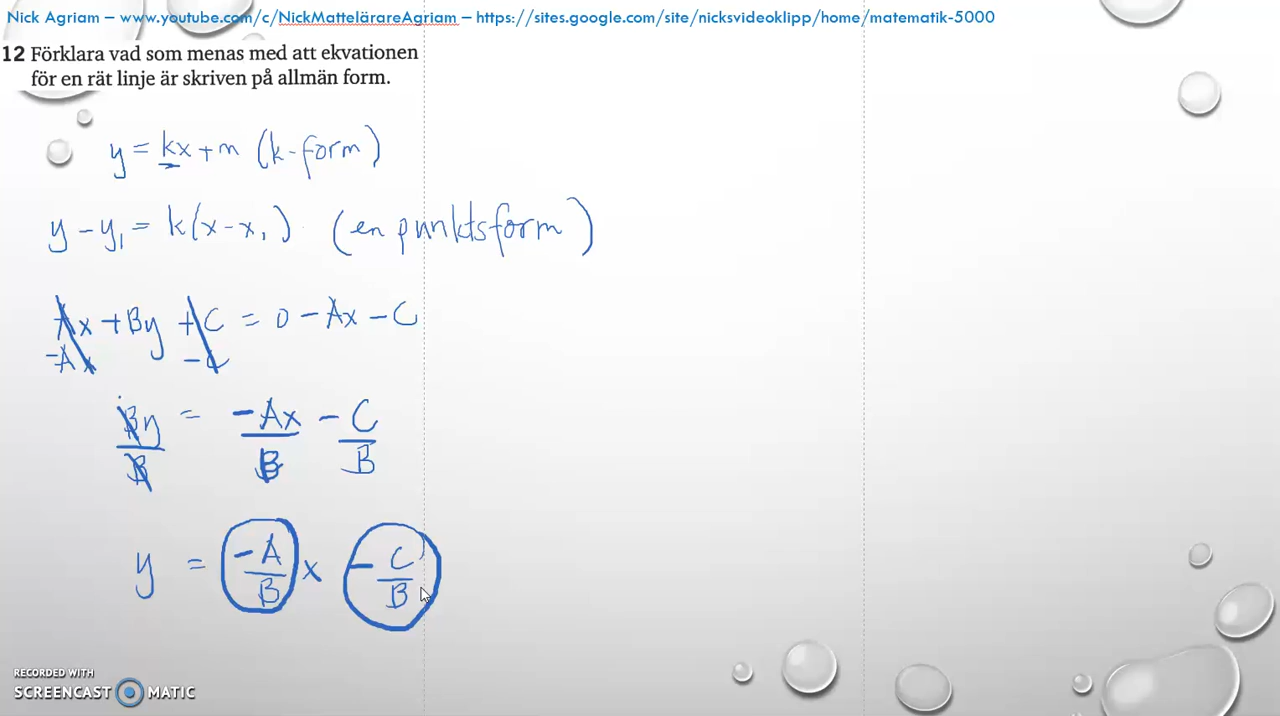 Nick Agriam – www.youtube.com/c/NickMattelärareAgriam – https://sites.google.com/site/nicksvideoklipp/home/matematik-5000
12 Förklara vad som menas med att ekvationen
för en rät linje är skriven på allmän form.
y = kx + m (k-form)
y - y₁ = k(x - x₁) (en punktsform)
Ax + By + C = 0 - Ax - C
-Ax -C
By = -Ax - C
B B B
y = -A x - C
B B
RECORDED WITH
SCREENCAST MATIC